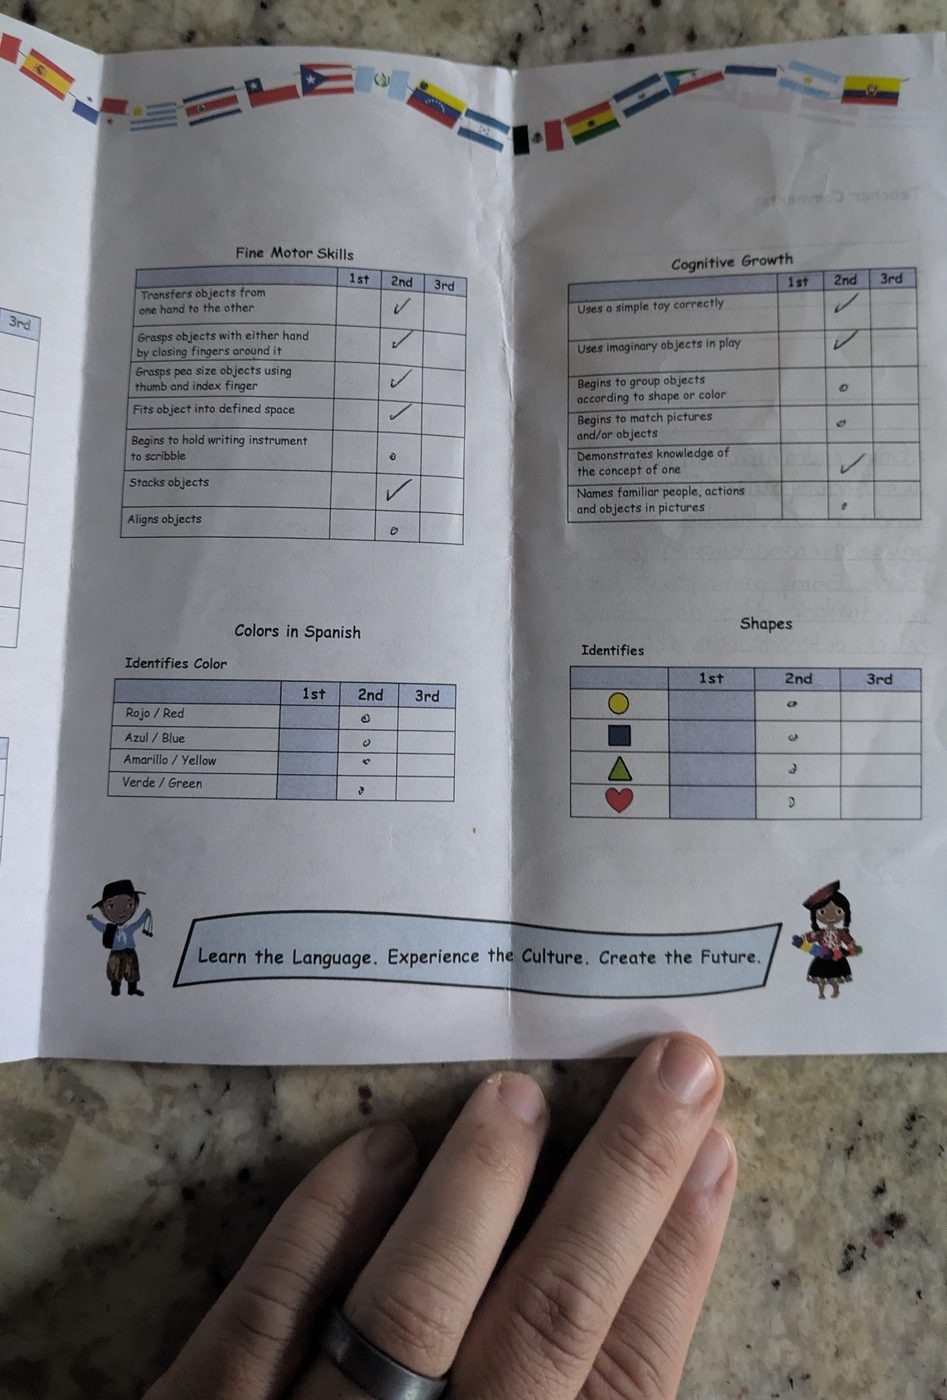 3rd
Fine Motor Skills
1st 2nd 3rd
Transfers objects from
one hand to the other ✓
Grasps objects with either hand
by closing fingers around it ✓
Grasps pea size objects using
thumb and index finger ✓
Fits object into defined space ✓
Begins to hold writing instrument
to scribble o
Stacks objects ✓
Aligns objects o
Colors in Spanish
Identifies Color
1st 2nd 3rd
Rojo / Red o
Azul / Blue o
Amarillo / Yellow o
Verde / Green o
Cognitive Growth
1st 2nd 3rd
Uses a simple toy correctly ✓
Uses imaginary objects in play ✓
Begins to group objects
according to shape or color o
Begins to match pictures
and/or objects o
Demonstrates knowledge of
the concept of one ✓
Names familiar people, actions
and objects in pictures o
Shapes
Identifies
1st 2nd 3rd
o
o
o
o
Learn the Language. Experience the Culture. Create the Future.